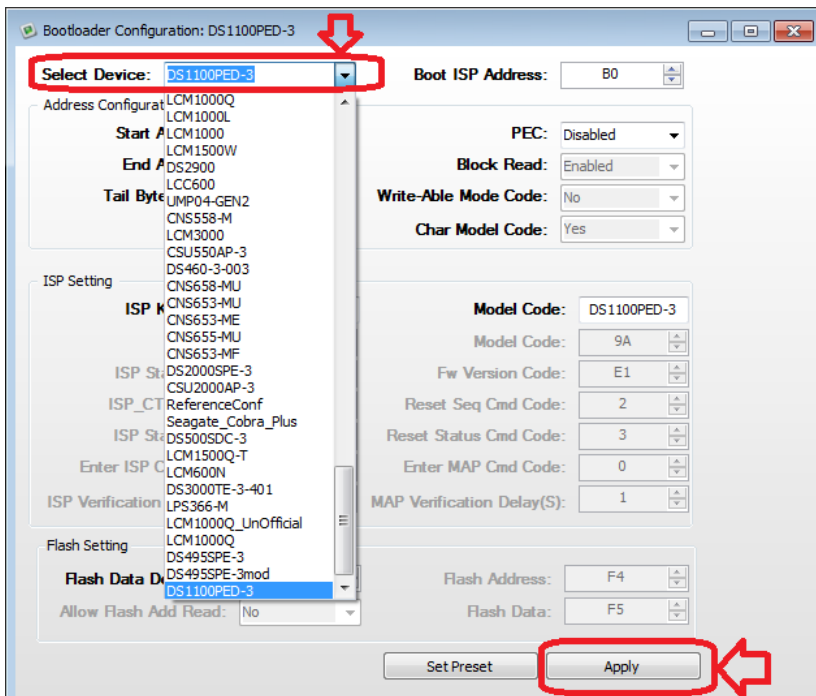 Bootloader Configuration: DS1100PED-3
Select Device: DS1100PED-3
Boot ISP Address: B0
Address Configurat
Start A
End A
Tail Byte
LCM1000Q
LCM1000L
LCM1000
LCM1500W
DS2900
LCC600
UMP04-GEN2
CNS558-M
LCM3000
CSU550AP-3
DS460-3-003
CNS658-MU
CNS653-MU
CNS653-ME
CNS655-MU
CNS653-MF
DS2000SPE-3
CSU2000AP-3
ReferenceConf
Seagate_Cobra_Plus
DS500SDC-3
LCM1500Q-T
LCM600N
DS3000TE-3-401
LPS366-M
LCM1000Q_UnOfficial
LCM1000Q
DS495SPE-3
DS495SPE-3mod
DS1100PED-3
PEC: Disabled
Block Read: Enabled
Write-Able Mode Code: No
Char Model Code: Yes
ISP Setting
ISP K
ISP Sta
ISP_CT
ISP Sta
Enter ISP C
ISP Verification
Model Code: DS1100PED-3
Model Code: 9A
Fw Version Code: E1
Reset Seq Cmd Code: 2
Reset Status Cmd Code: 3
Enter MAP Cmd Code: 0
MAP Verification Delay(S): 1
Flash Setting
Flash Data De
Allow Flash Add Read: No
Flash Address: F4
Flash Data: F5
Set Preset
Apply